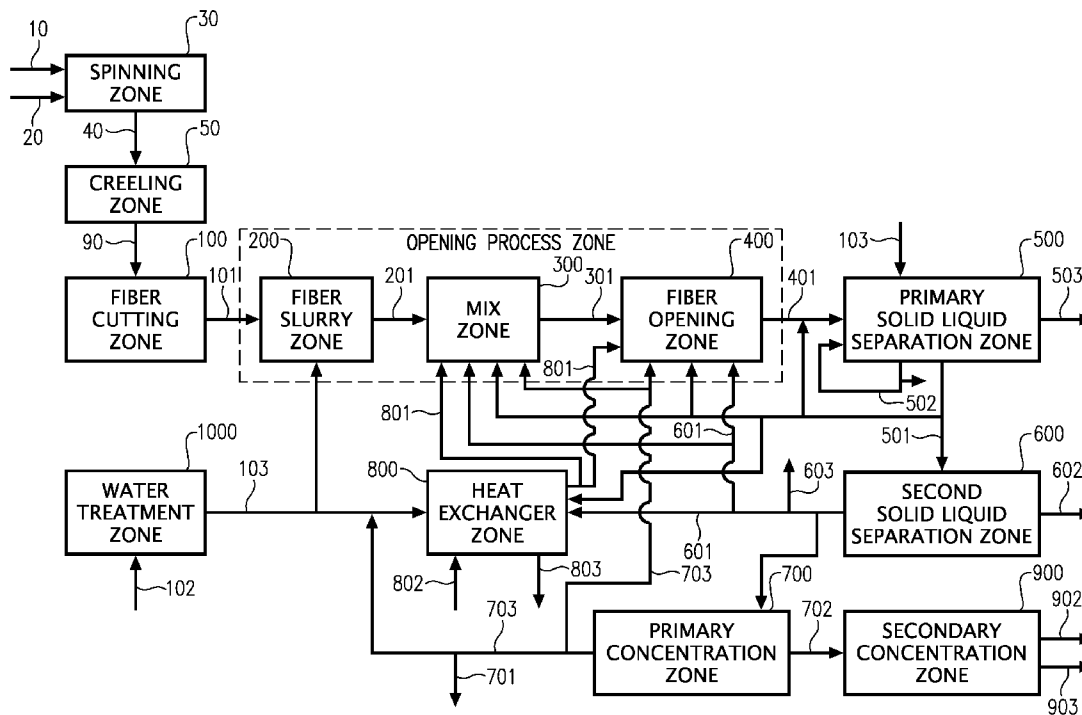 10
30
SPINNING
ZONE
20
40
50
CREELING
ZONE
90
100
FIBER
CUTTING
ZONE
101
OPENING PROCESS ZONE
200
FIBER
SLURRY
ZONE
201
300
MIX
ZONE
301
400
FIBER
OPENING
ZONE
401
103
500
PRIMARY
SOLID LIQUID
SEPARATION ZONE
503
502
501
801
801
601
1000
WATER
TREATMENT
ZONE
103
102
800
HEAT
EXCHANGER
ZONE
802
803
601
603
600
SECOND
SOLID LIQUID
SEPARATION ZONE
602
703
703
701
700
PRIMARY
CONCENTRATION
ZONE
702
900
SECONDARY
CONCENTRATION
ZONE
902
903